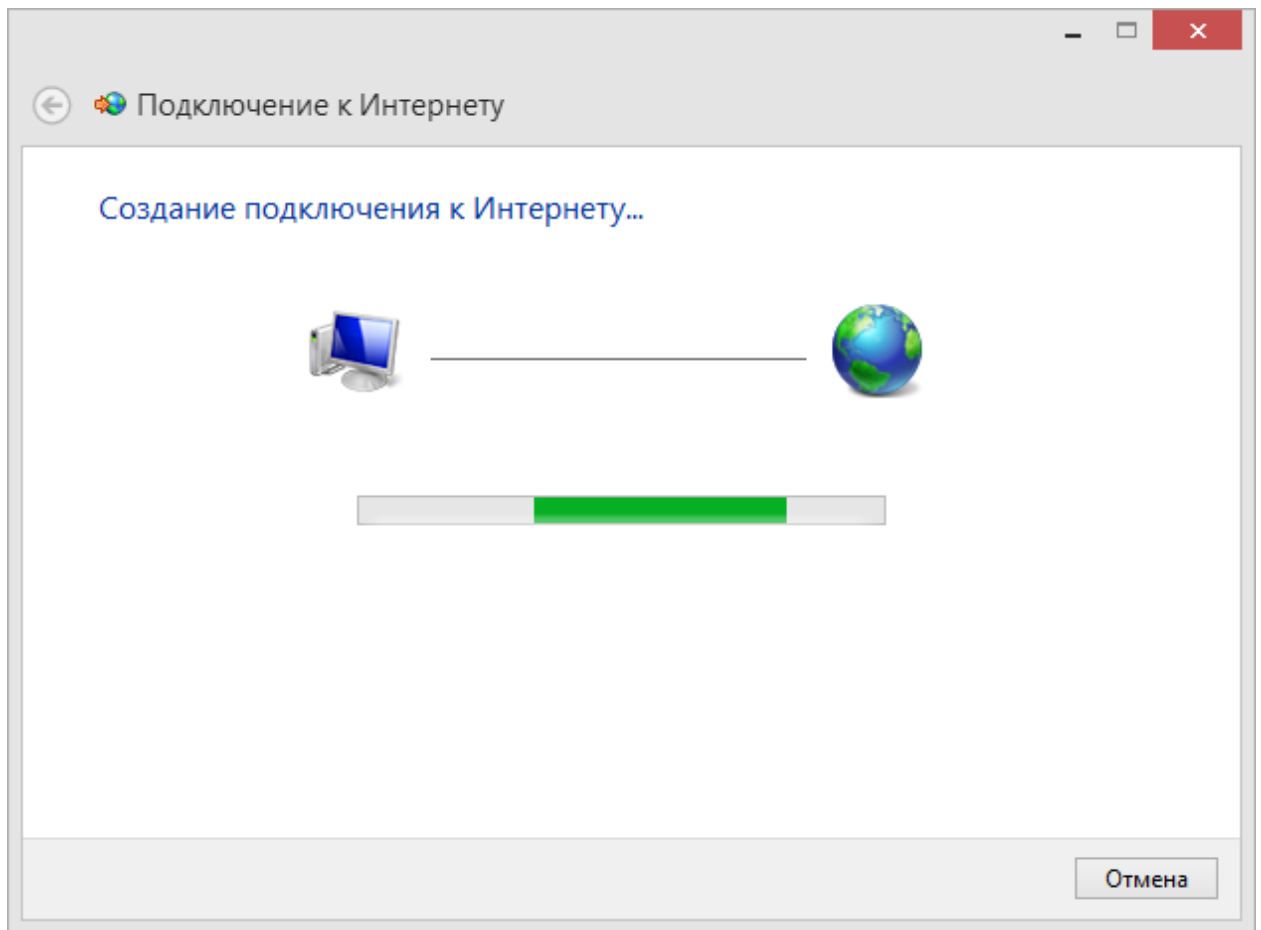 Подключение к Интернету
Создание подключения к Интернету...
Отмена